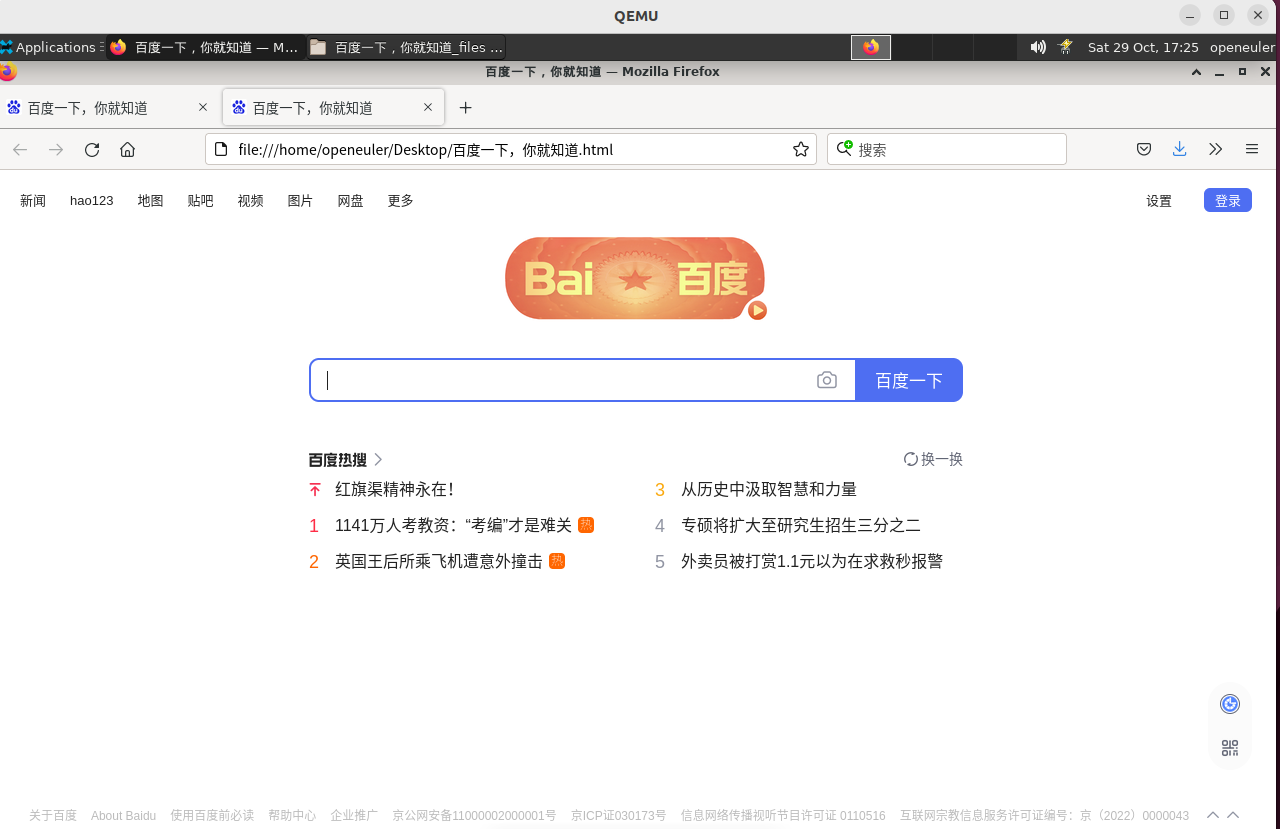 QEMU
Applications 百度一下，你就知道 — M... 百度一下，你就知道_files ... Sat 29 Oct, 17:25 openeuler
百度一下，你就知道 — Mozilla Firefox
百度一下，你就知道 百度一下，你就知道
file:///home/openeuler/Desktop/百度一下，你就知道.html 搜索
新闻 hao123 地图 贴吧 视频 图片 网盘 更多 设置 登录
Bai 百度
百度一下
百度热搜 换一换
红旗渠精神永在！ 3 从历史中汲取智慧和力量
1 1141万人考教资：“考编”才是难关 热 4 专硕将扩大至研究生招生三分之二
2 英国王后所乘飞机遭意外撞击 热 5 外卖员被打赏1.1元以为在求救秒报警
关于百度 About Baidu 使用百度前必读 帮助中心 企业推广 京公网安备11000002000001号 京ICP证030173号 信息网络传播视听节目许可证 0110516 互联网宗教信息服务许可证编号：京（2022）0000043